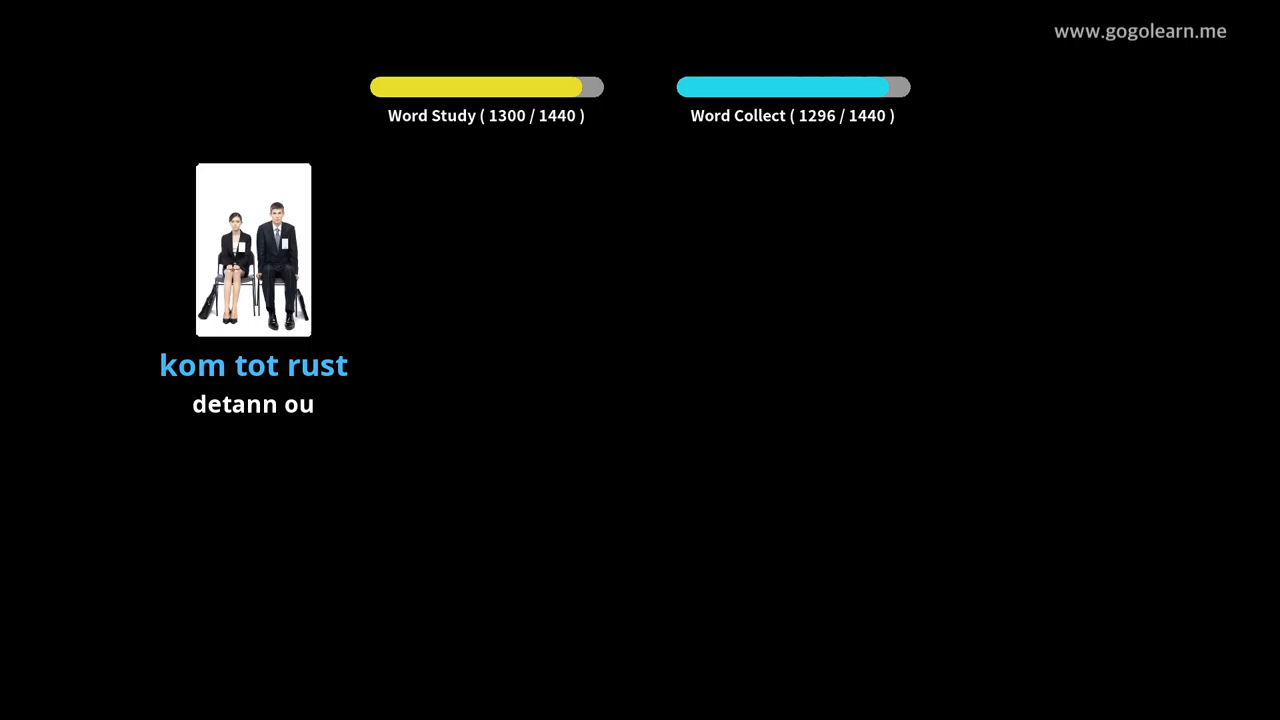 www.gogolearn.me
Word Study ( 1300 / 1440 )
Word Collect ( 1296 / 1440 )
kom tot rust
detann ou